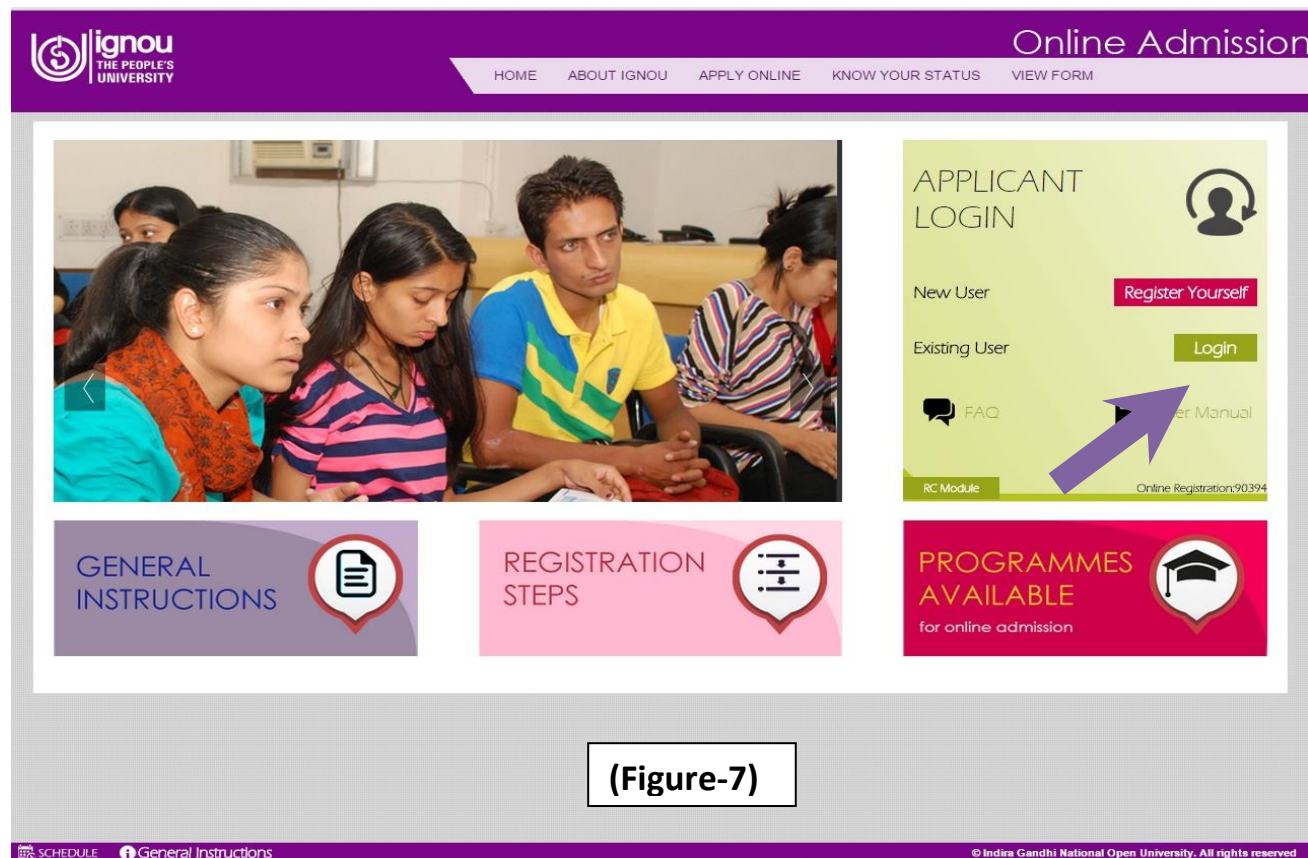 ignou
THE PEOPLE'S
UNIVERSITY
Online Admission
HOME ABOUT IGNOU APPLY ONLINE KNOW YOUR STATUS VIEW FORM
APPLICANT
LOGIN
New User Register Yourself
Existing User Login
FAQ Manual
RC Module Online Registration:90394
GENERAL
INSTRUCTIONS
REGISTRATION
STEPS
PROGRAMMES
AVAILABLE
for online admission
(Figure-7)
SCHEDULE General Instructions © Indira Gandhi National Open University. All rights reserved